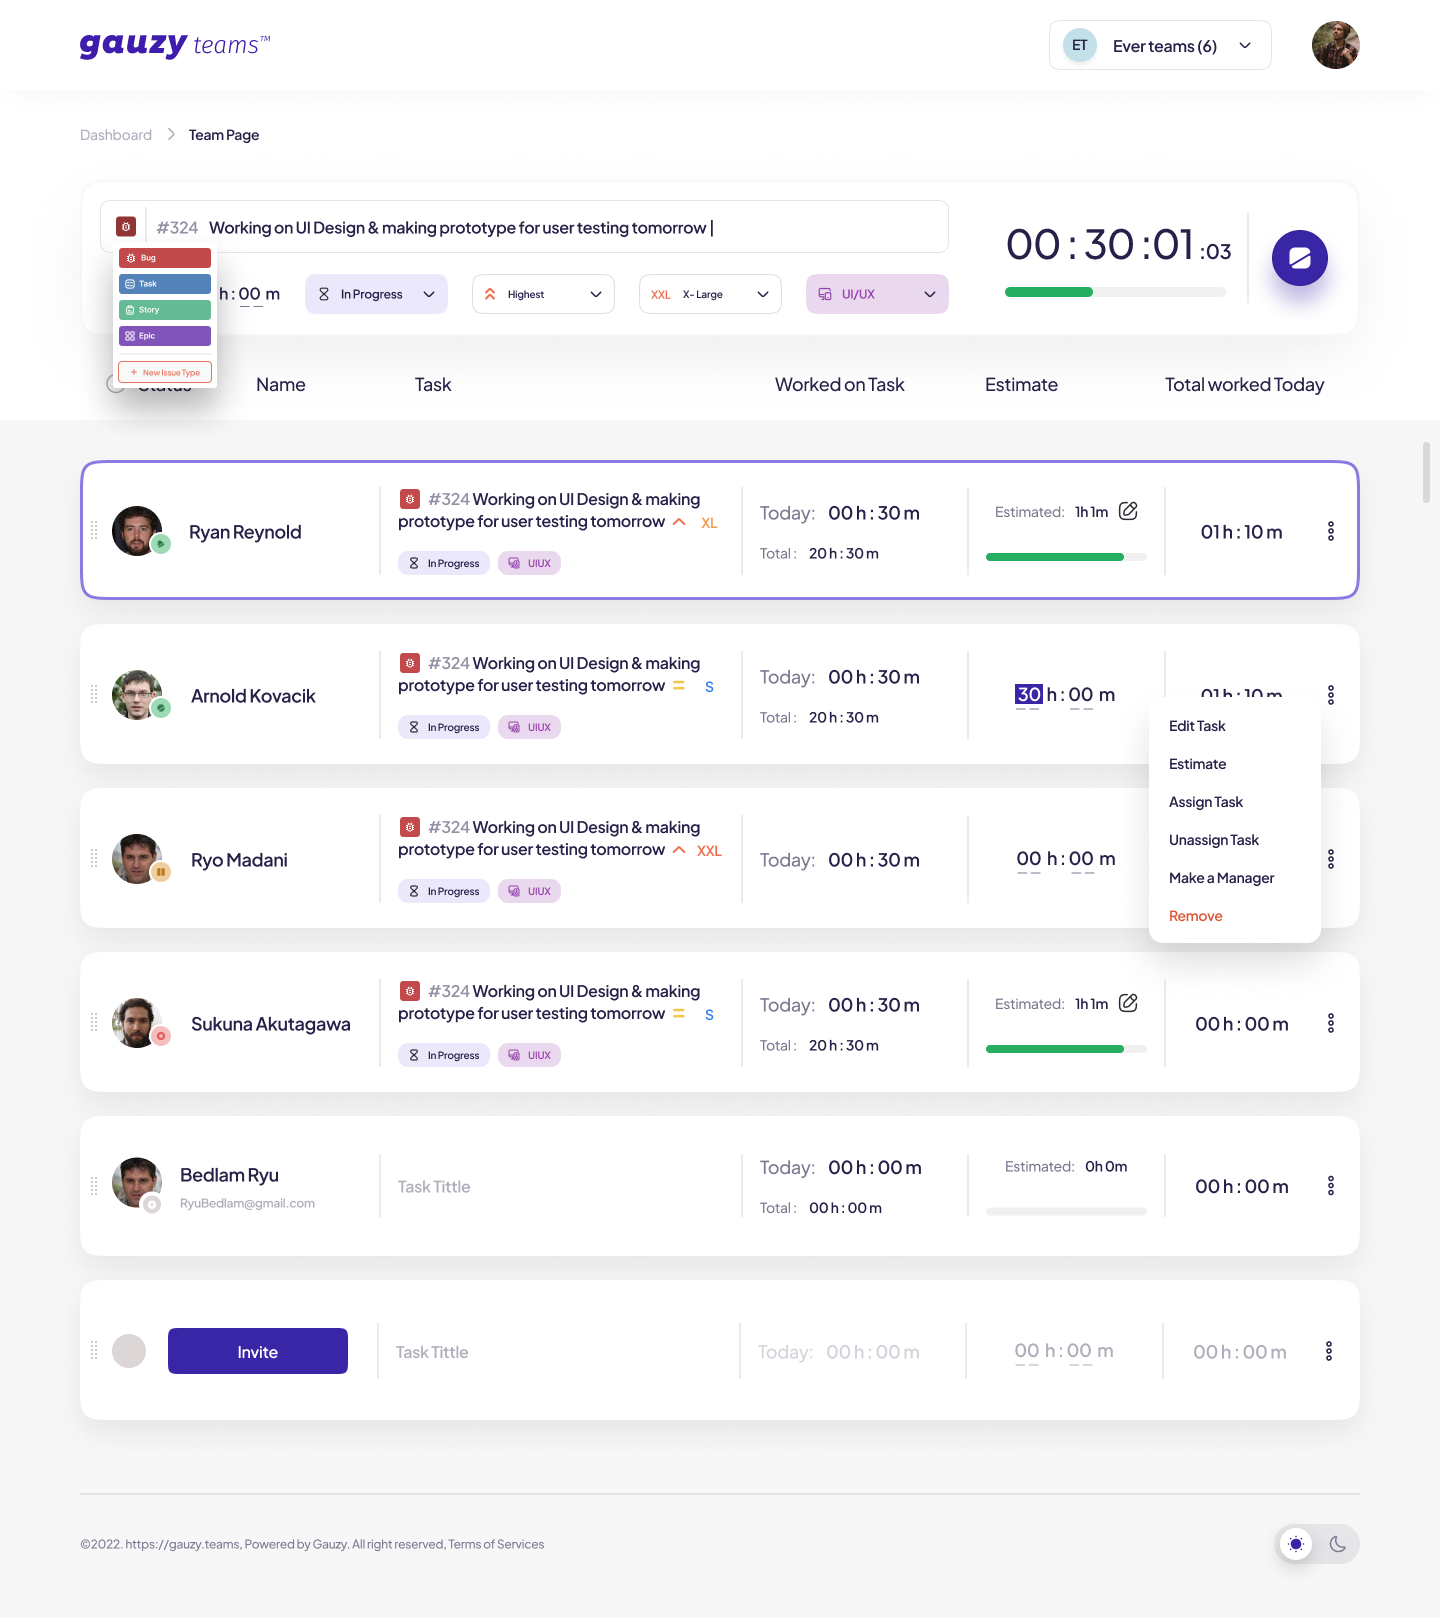 gauzy teams™
ET Ever teams (6)
Dashboard Team Page
#324 Working on UI Design & making prototype for user testing tomorrow |
00 : 30 :01 :03
Bug
Task
Story
Epic
+ New Issue Type
h : 00 m
In Progress
Highest
XXL X- Large
UI/UX
Status Name Task Worked on Task Estimate Total worked Today
Ryan Reynold
#324 Working on UI Design & making
prototype for user testing tomorrow XL
In Progress UIUX
Today: 00 h : 30 m
Total : 20 h : 30 m
Estimated: 1h 1m
01 h : 10 m
Arnold Kovacik
#324 Working on UI Design & making
prototype for user testing tomorrow S
In Progress UIUX
Today: 00 h : 30 m
Total : 20 h : 30 m
30 h : 00 m
01 h : 10 m
Edit Task
Estimate
Assign Task
Unassign Task
Make a Manager
Remove
Ryo Madani
#324 Working on UI Design & making
prototype for user testing tomorrow XXL
In Progress UIUX
Today: 00 h : 30 m
00 h : 00 m
Sukuna Akutagawa
#324 Working on UI Design & making
prototype for user testing tomorrow S
In Progress UIUX
Today: 00 h : 30 m
Total : 20 h : 30 m
Estimated: 1h 1m
00 h : 00 m
Bedlam Ryu
RyuBedlam@gmail.com
Task Tittle
Today: 00 h : 00 m
Total : 00 h : 00 m
Estimated: 0h 0m
00 h : 00 m
Invite
Task Tittle
Today: 00 h : 00 m
00 h : 00 m
00 h : 00 m
©2022. https://gauzy.teams, Powered by Gauzy. All right reserved, Terms of Services